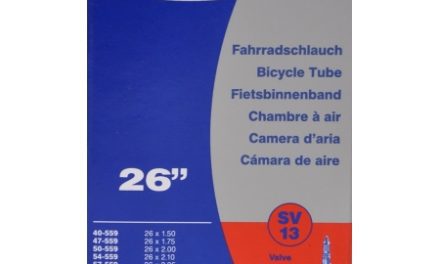 Fahrradschlauch
Bicycle Tube
Fietsbinnenband
Chambre à air
Camera d'aria
Cámara de aire
26”
SV
13
40-559 26 x 1.50
47-559 26 x 1.75
50-559 26 x 2.00
54-559 26 x 2.10
Valve